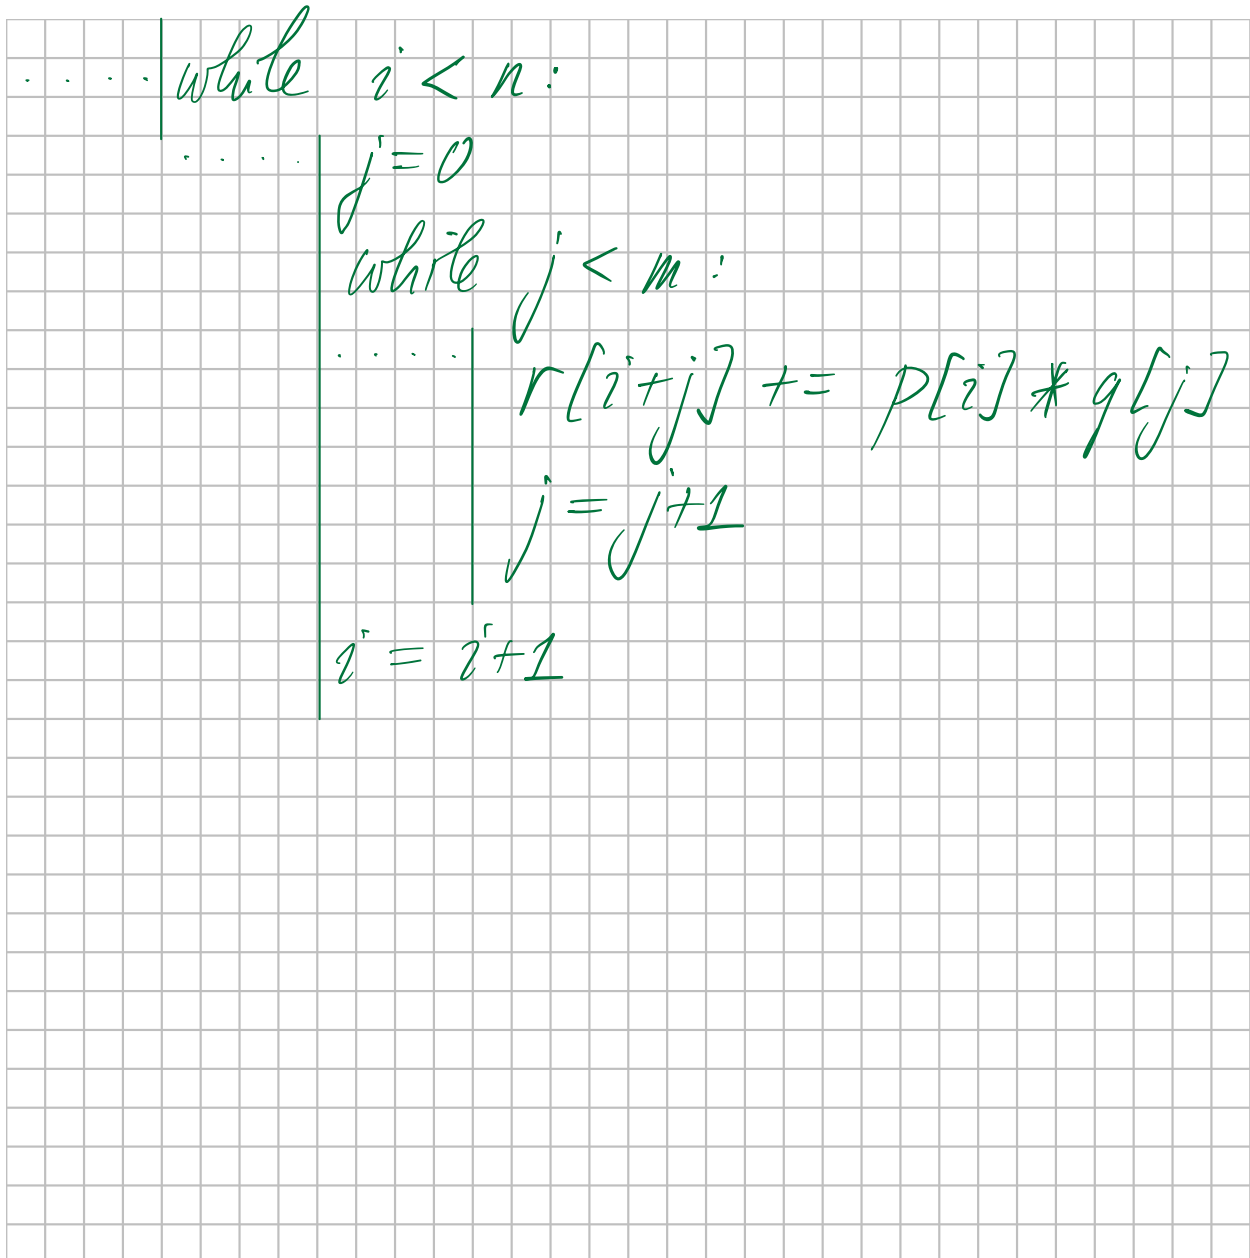 ....|while i < n:
....|j=0
while j < m:
....|r[i+j] += p[i] * q[j]
j = j+1
i = i+1